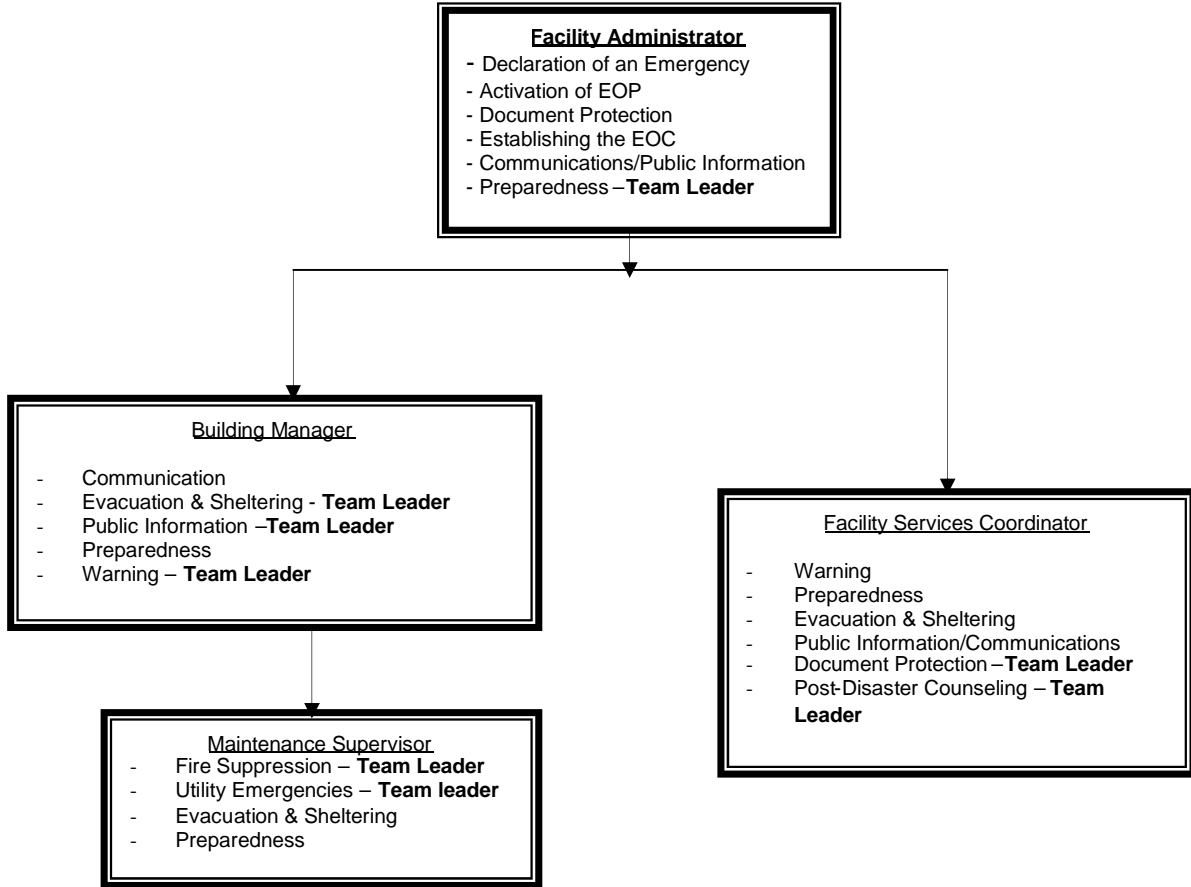 Facility Administrator
- Declaration of an Emergency
- Activation of EOP
- Document Protection
- Establishing the EOC
- Communications/Public Information
- Preparedness – Team Leader
Building Manager
- Communication
- Evacuation & Sheltering - Team Leader
- Public Information – Team Leader
- Preparedness
- Warning – Team Leader
Facility Services Coordinator
- Warning
- Preparedness
- Evacuation & Sheltering
- Public Information/Communications
- Document Protection – Team Leader
- Post-Disaster Counseling – Team
Leader
Maintenance Supervisor
- Fire Suppression – Team Leader
- Utility Emergencies – Team leader
- Evacuation & Sheltering
- Preparedness